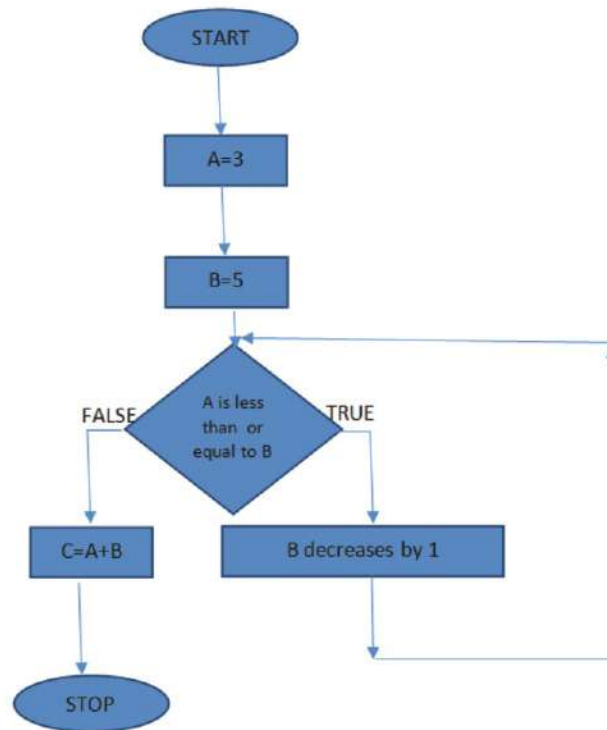 START
A=3
B=5
A is less
than or
equal to B
FALSE
TRUE
C=A+B
B decreases by 1
STOP